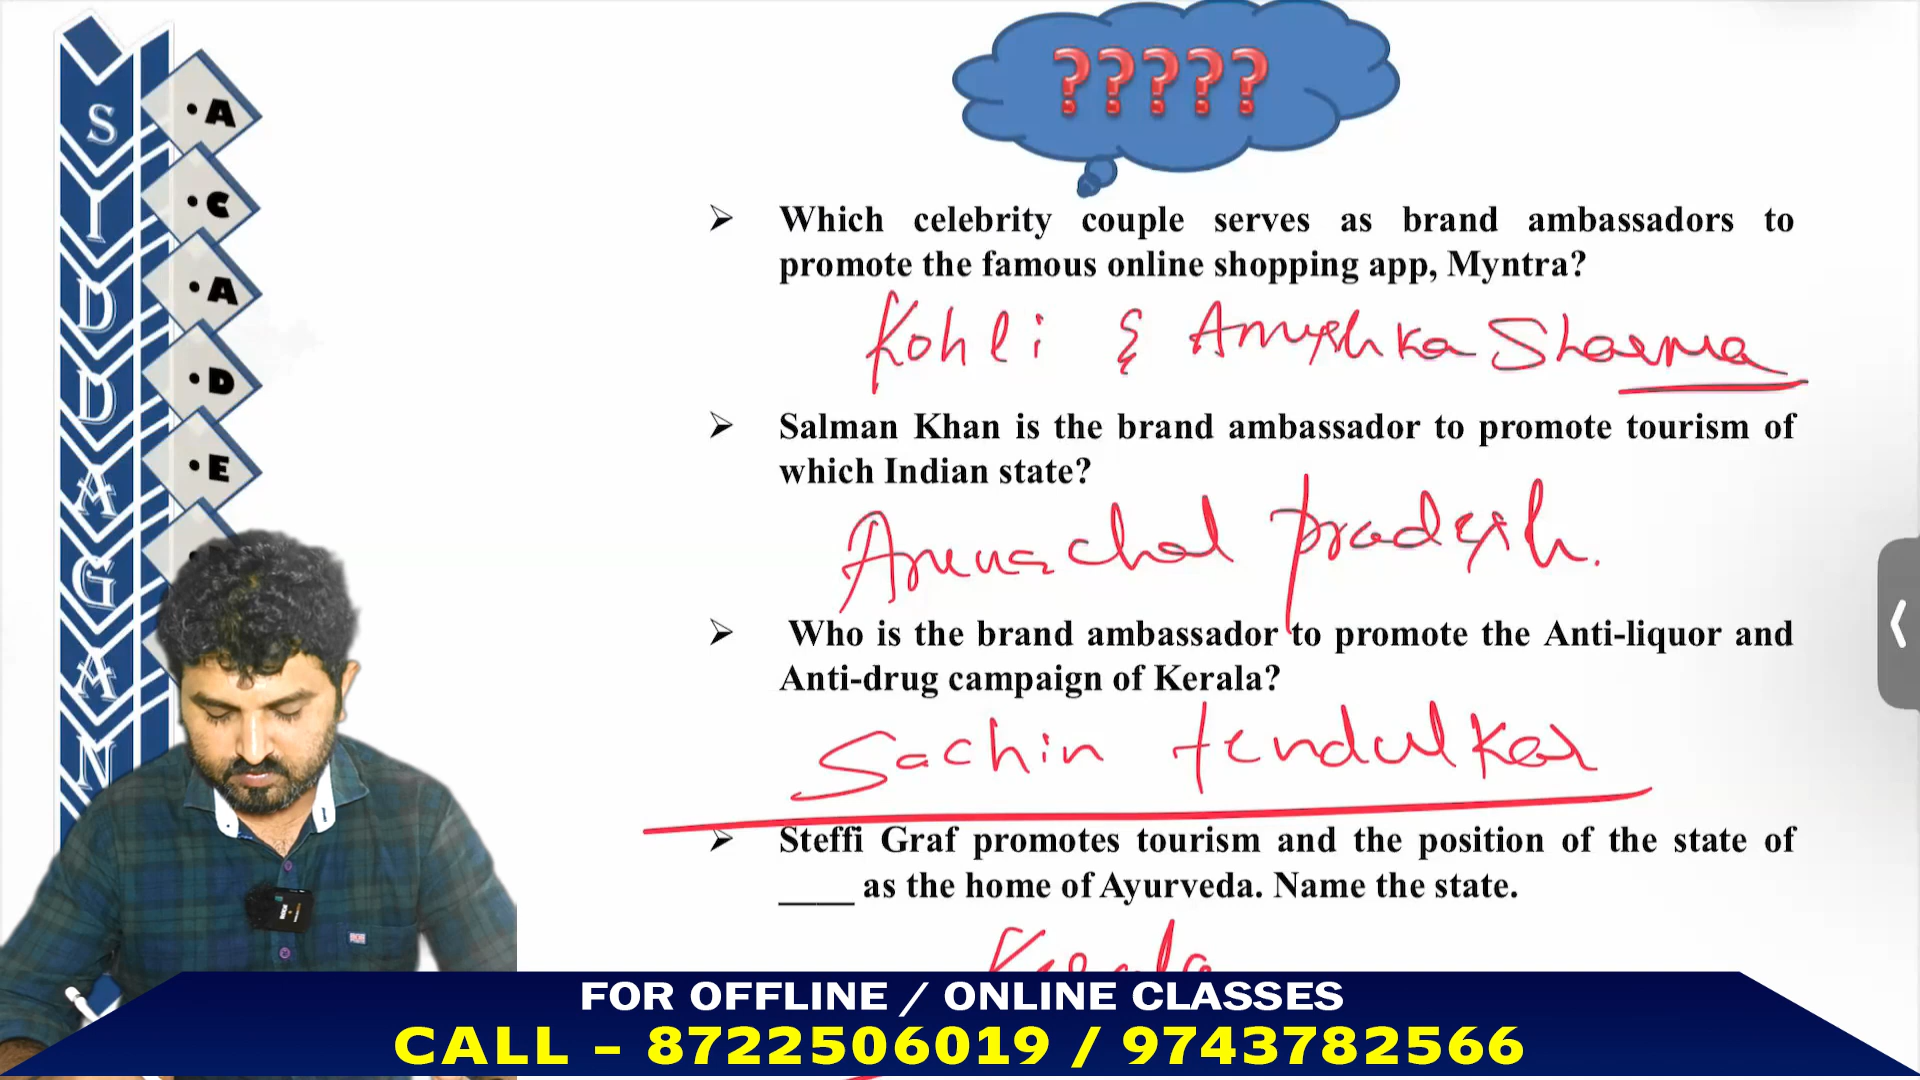 SYDDAGANGA
• A
• C
• A
• D
• E
?????
➢ Which celebrity couple serves as brand ambassadors to
promote the famous online shopping app, Myntra?
Kohli & Anushka Sharma
➢ Salman Khan is the brand ambassador to promote tourism of
which Indian state?
Arunachal Pradesh.
➢ Who is the brand ambassador to promote the Anti-liquor and
Anti-drug campaign of Kerala?
Sachin tendulkar
➢ Steffi Graf promotes tourism and the position of the state of
____ as the home of Ayurveda. Name the state.
Kerala
FOR OFFLINE / ONLINE CLASSES
CALL – 8722506019 / 9743782566